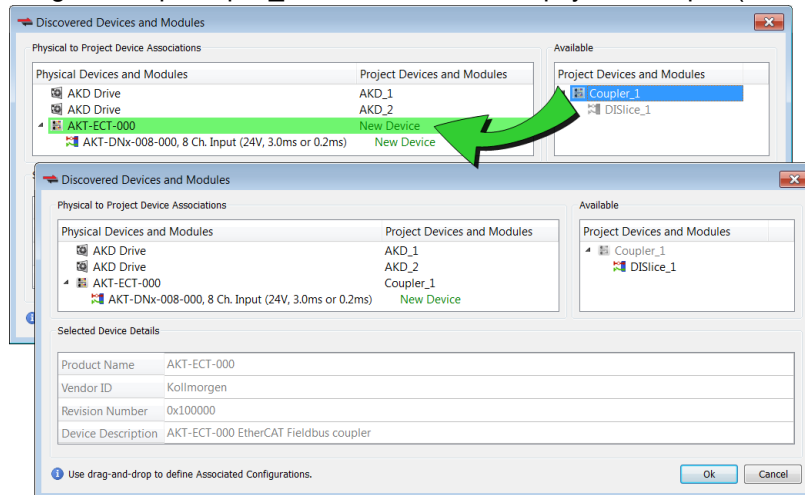 Discovered Devices and Modules
Physical to Project Device Associations
Available
Physical Devices and Modules Project Devices and Modules
Project Devices and Modules
AKD Drive AKD_1
Coupler_1
AKD Drive AKD_2
DISlice_1
AKT-ECT-000 New Device
AKT-DNx-008-000, 8 Ch. Input (24V, 3.0ms or 0.2ms) New Device
Discovered Devices and Modules
Physical to Project Device Associations
Available
Physical Devices and Modules Project Devices and Modules
Project Devices and Modules
AKD Drive AKD_1
Coupler_1
AKD Drive AKD_2
DISlice_1
AKT-ECT-000 Coupler_1
AKT-DNx-008-000, 8 Ch. Input (24V, 3.0ms or 0.2ms) New Device
Selected Device Details
Product Name AKT-ECT-000
Vendor ID Kollmorgen
Revision Number 0x100000
Device Description AKT-ECT-000 EtherCAT Fieldbus coupler
Use drag-and-drop to define Associated Configurations.
Ok Cancel